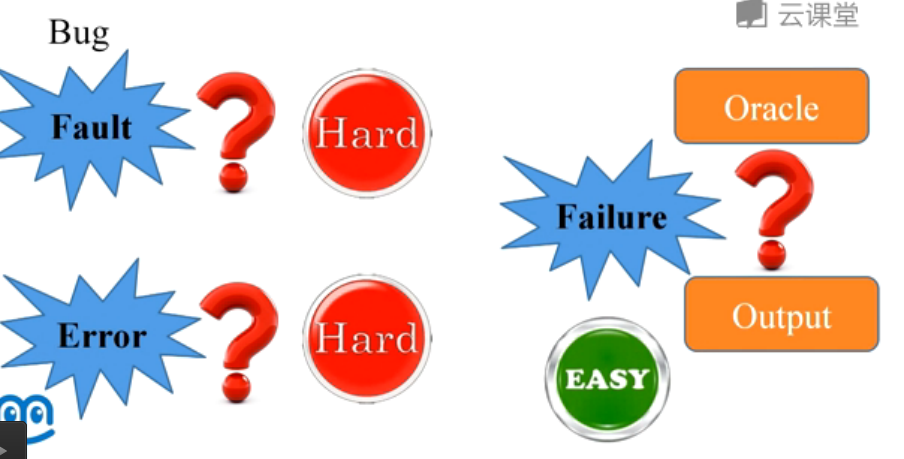 云课堂
Bug
Fault
Hard
Oracle
Failure
Error
Hard
Output
EASY